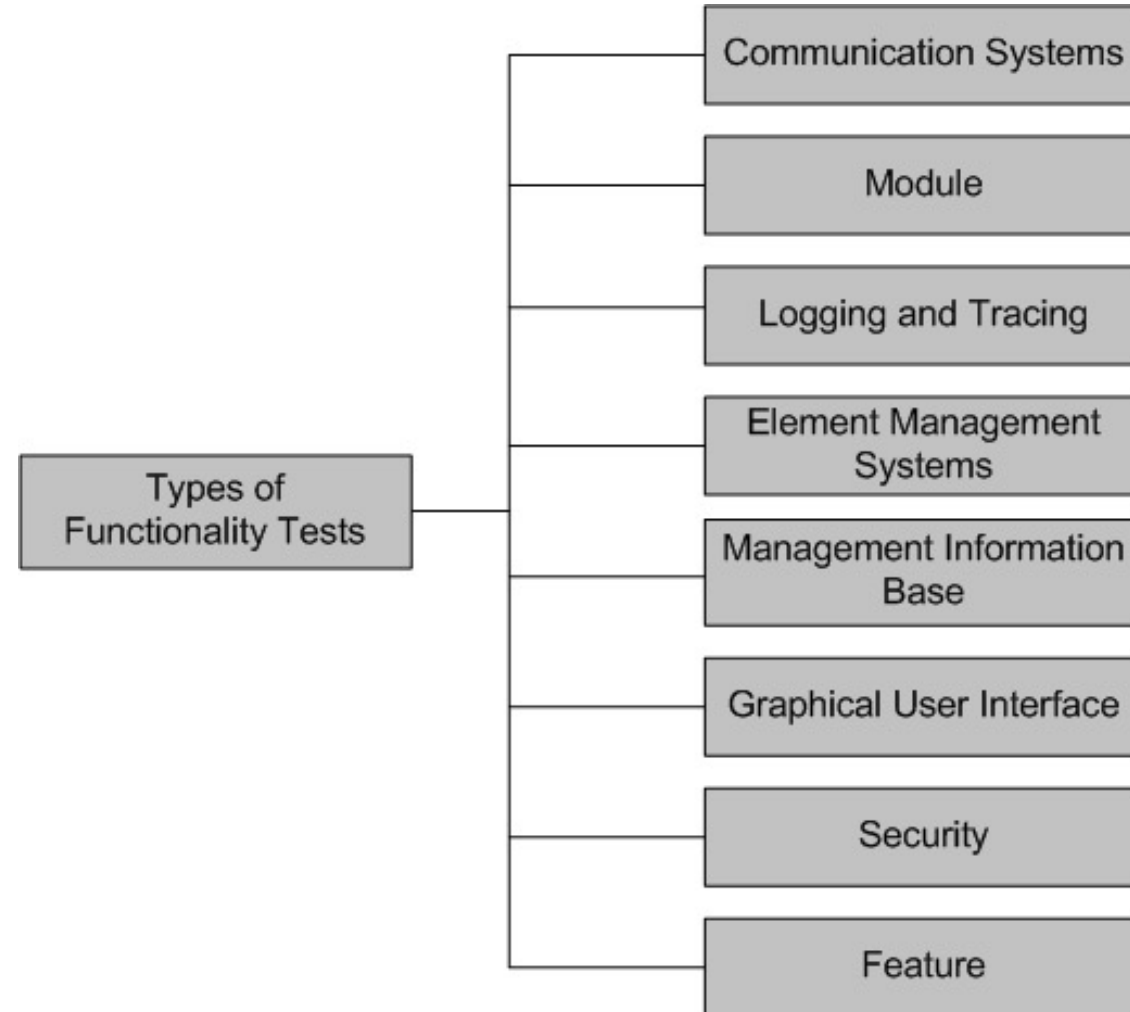 Communication Systems
Module
Logging and Tracing
Element Management
Systems
Types of
Functionality Tests
Management Information
Base
Graphical User Interface
Security
Feature